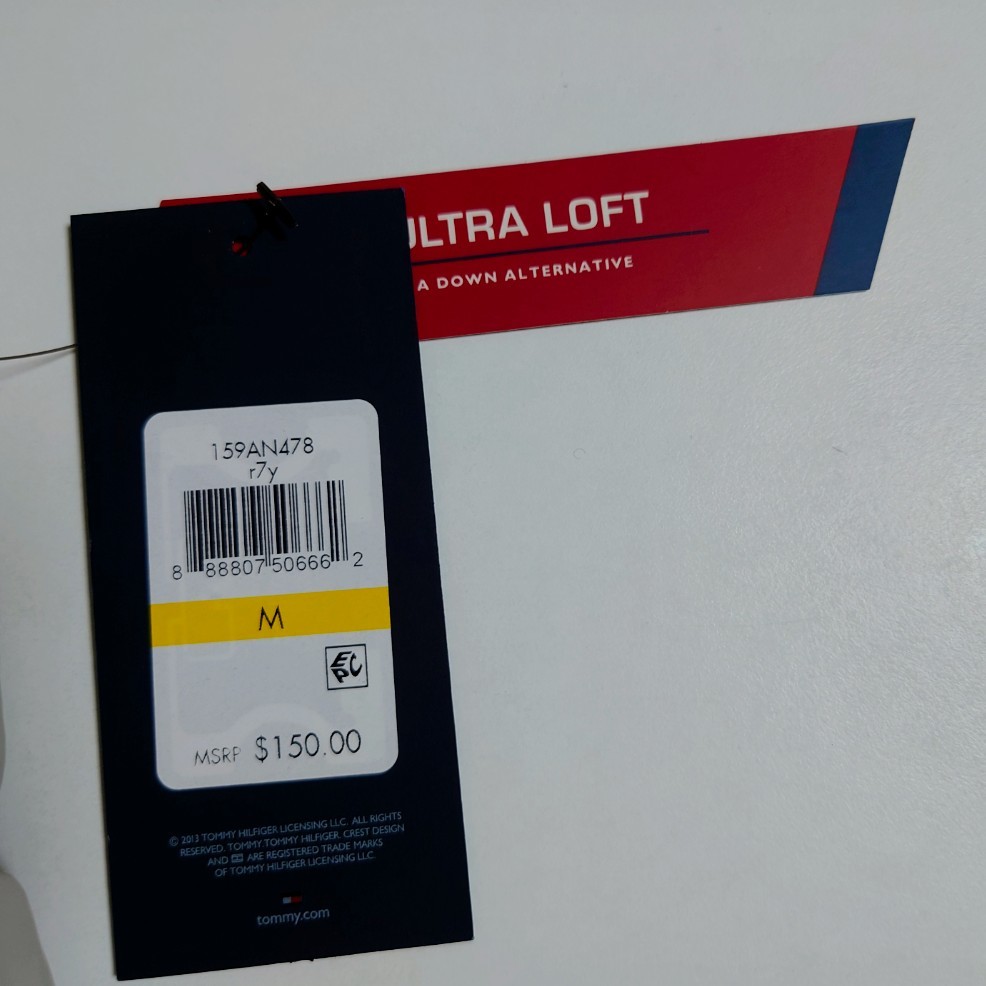 ULTRA LOFT
A DOWN ALTERNATIVE
159AN478
r7y
8 88807 50666 2
M
EPC
MSRP $150.00
© 2013 TOMMY HILFIGER LICENSING LLC. ALL RIGHTS
RESERVED. TOMMY, TOMMY HILFIGER, CREST DESIGN
AND ARE REGISTERED TRADE MARKS
OF TOMMY HILFIGER LICENSING LLC.
tommy.com